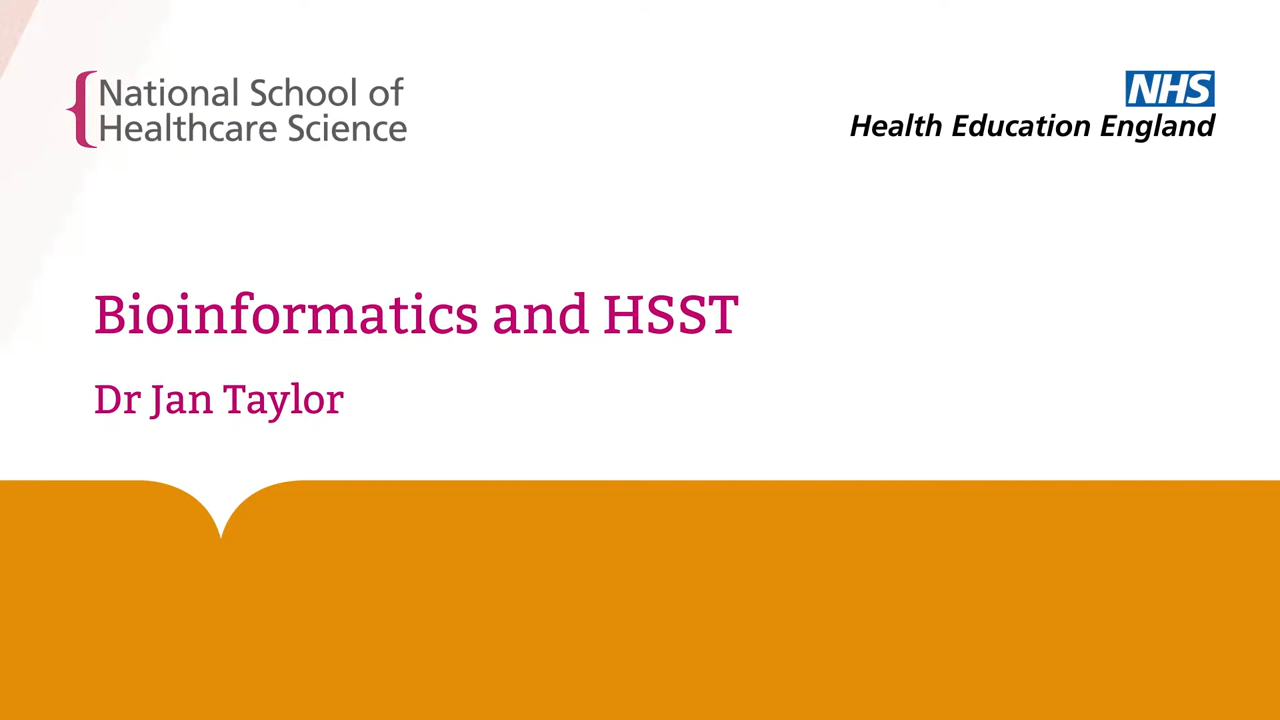 National School of
Healthcare Science
NHS
Health Education England
Bioinformatics and HSST
Dr Jan Taylor